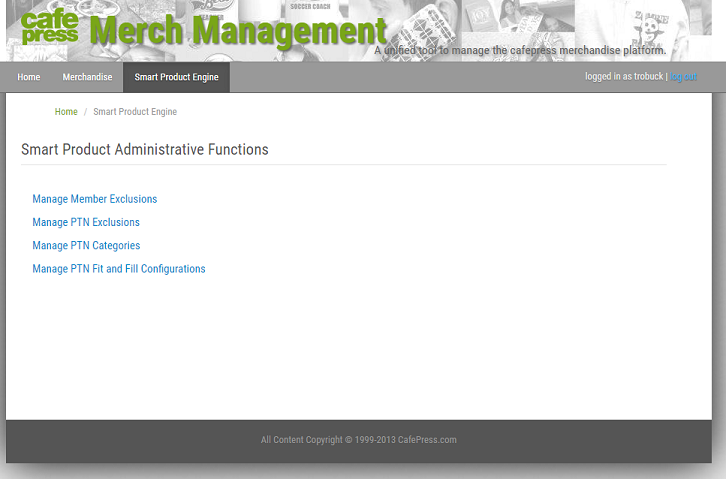 cafe
press
Merch Management
SOCCER COACH
A unified tool to manage the cafepress merchandise platform.
Home
Merchandise
Smart Product Engine
logged in as trobuck | log out
Home / Smart Product Engine
Smart Product Administrative Functions
Manage Member Exclusions
Manage PTN Exclusions
Manage PTN Categories
Manage PTN Fit and Fill Configurations
All Content Copyright © 1999-2013 CafePress.com